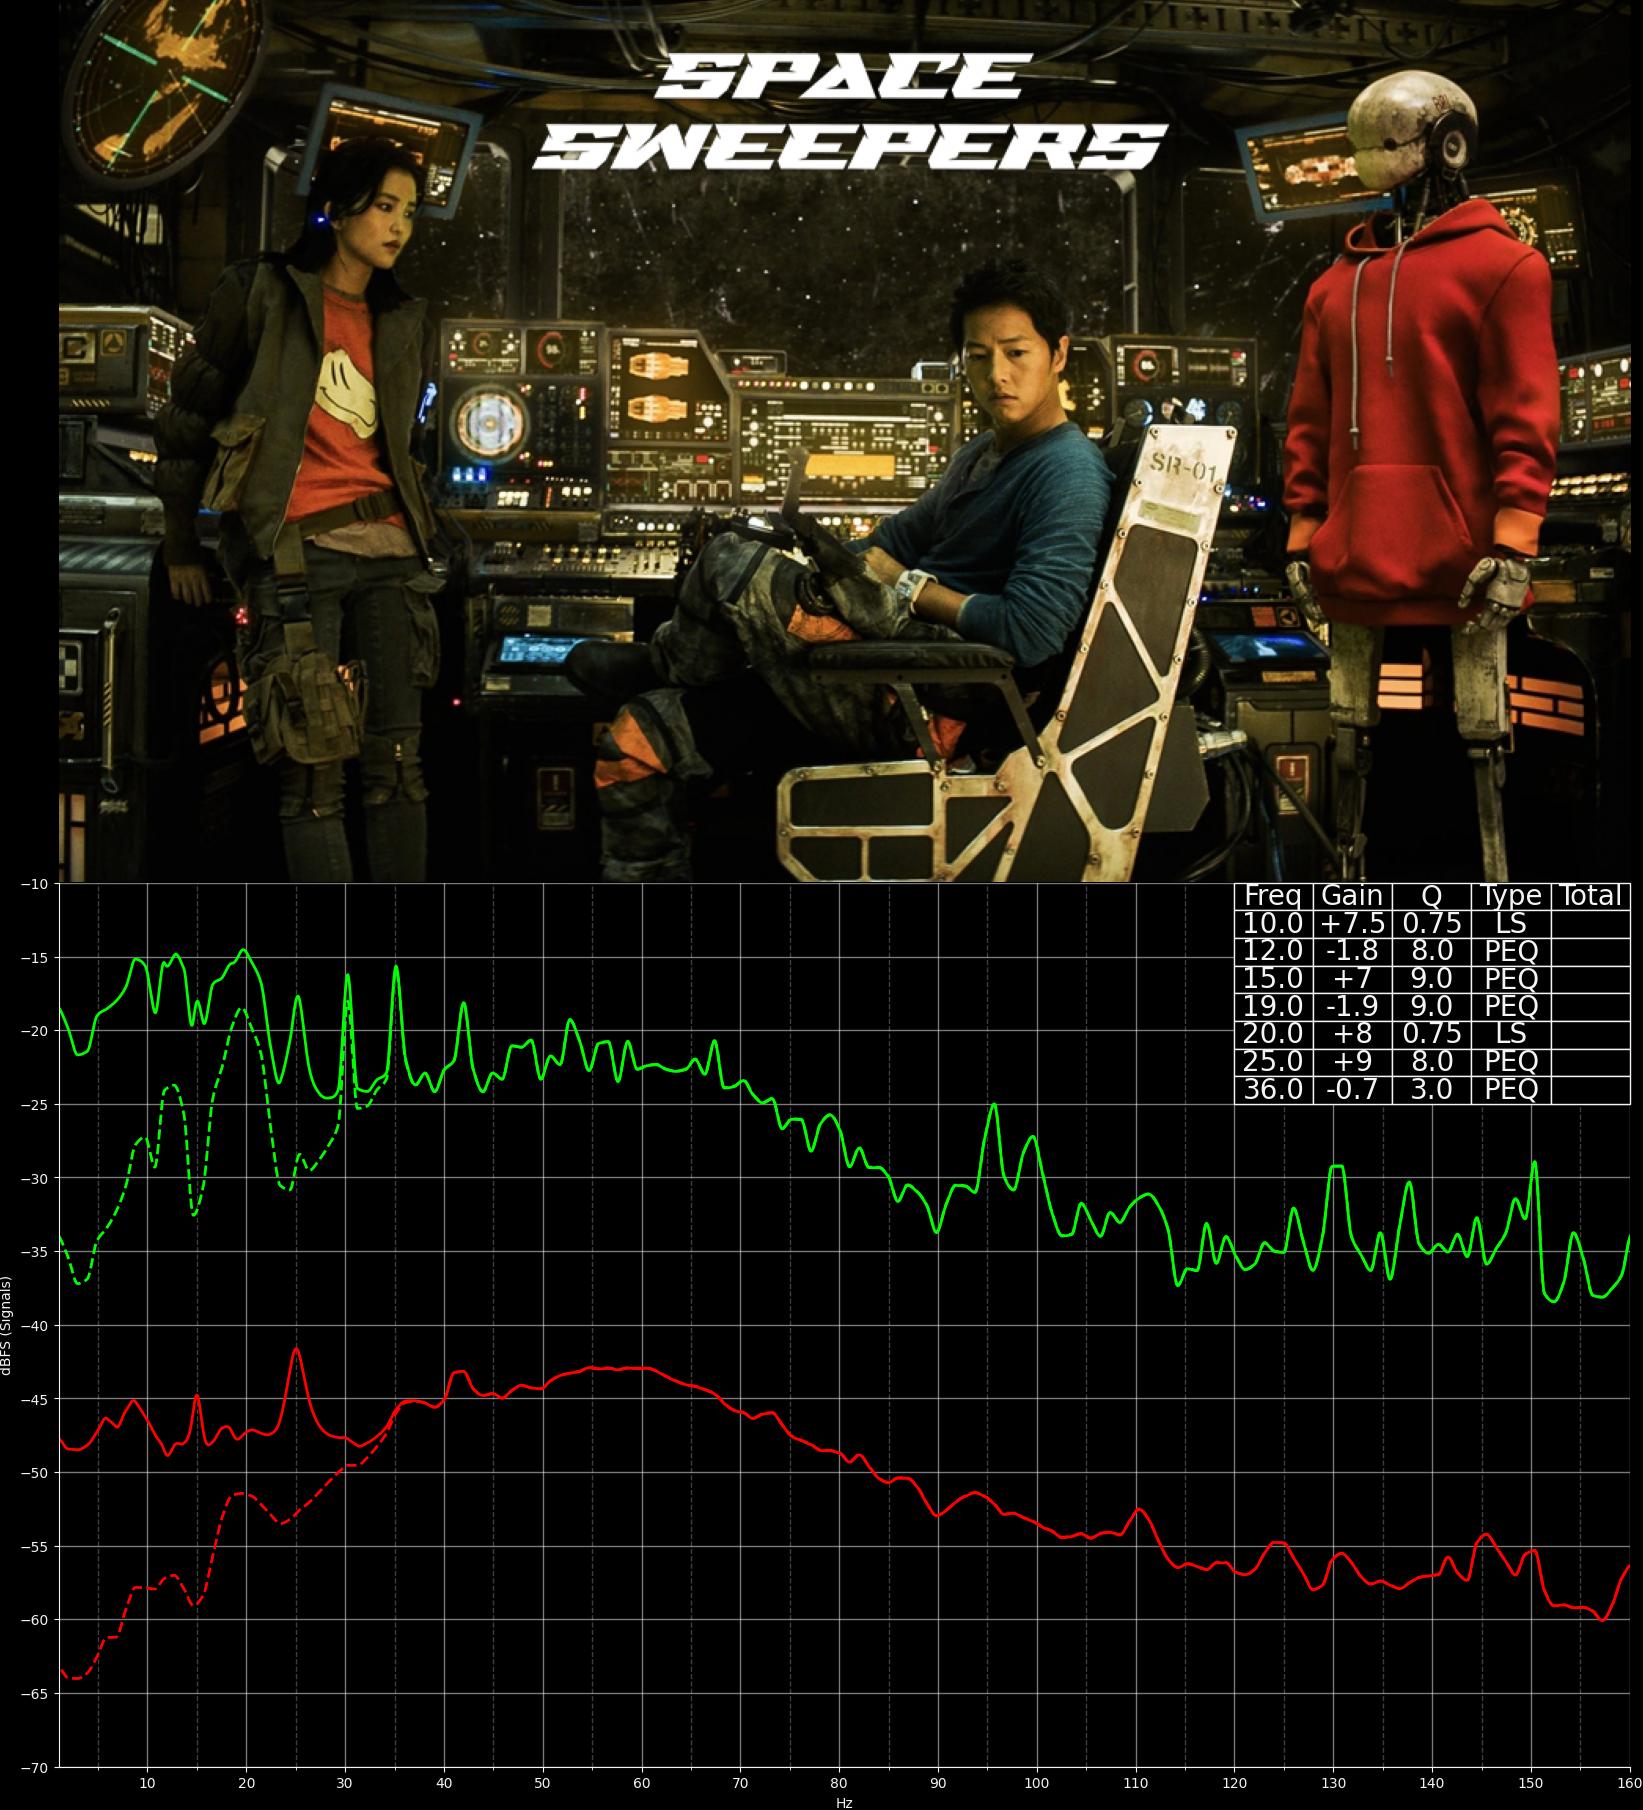 SPACE
SWEEPERS
SR-01
Freq Gain Q Type Total
10.0 +7.5 0.75 LS
12.0 -1.8 8.0 PEQ
15.0 +7 9.0 PEQ
19.0 -1.9 9.0 PEQ
20.0 +8 0.75 LS
25.0 +9 8.0 PEQ
36.0 -0.7 3.0 PEQ
−10
−15
−20
−25
−30
−35
−40
−45
−50
−55
−60
−65
−70
dBFS (Signals)
10 20 30 40 50 60 70 80 90 100 110 120 130 140 150 160
Hz